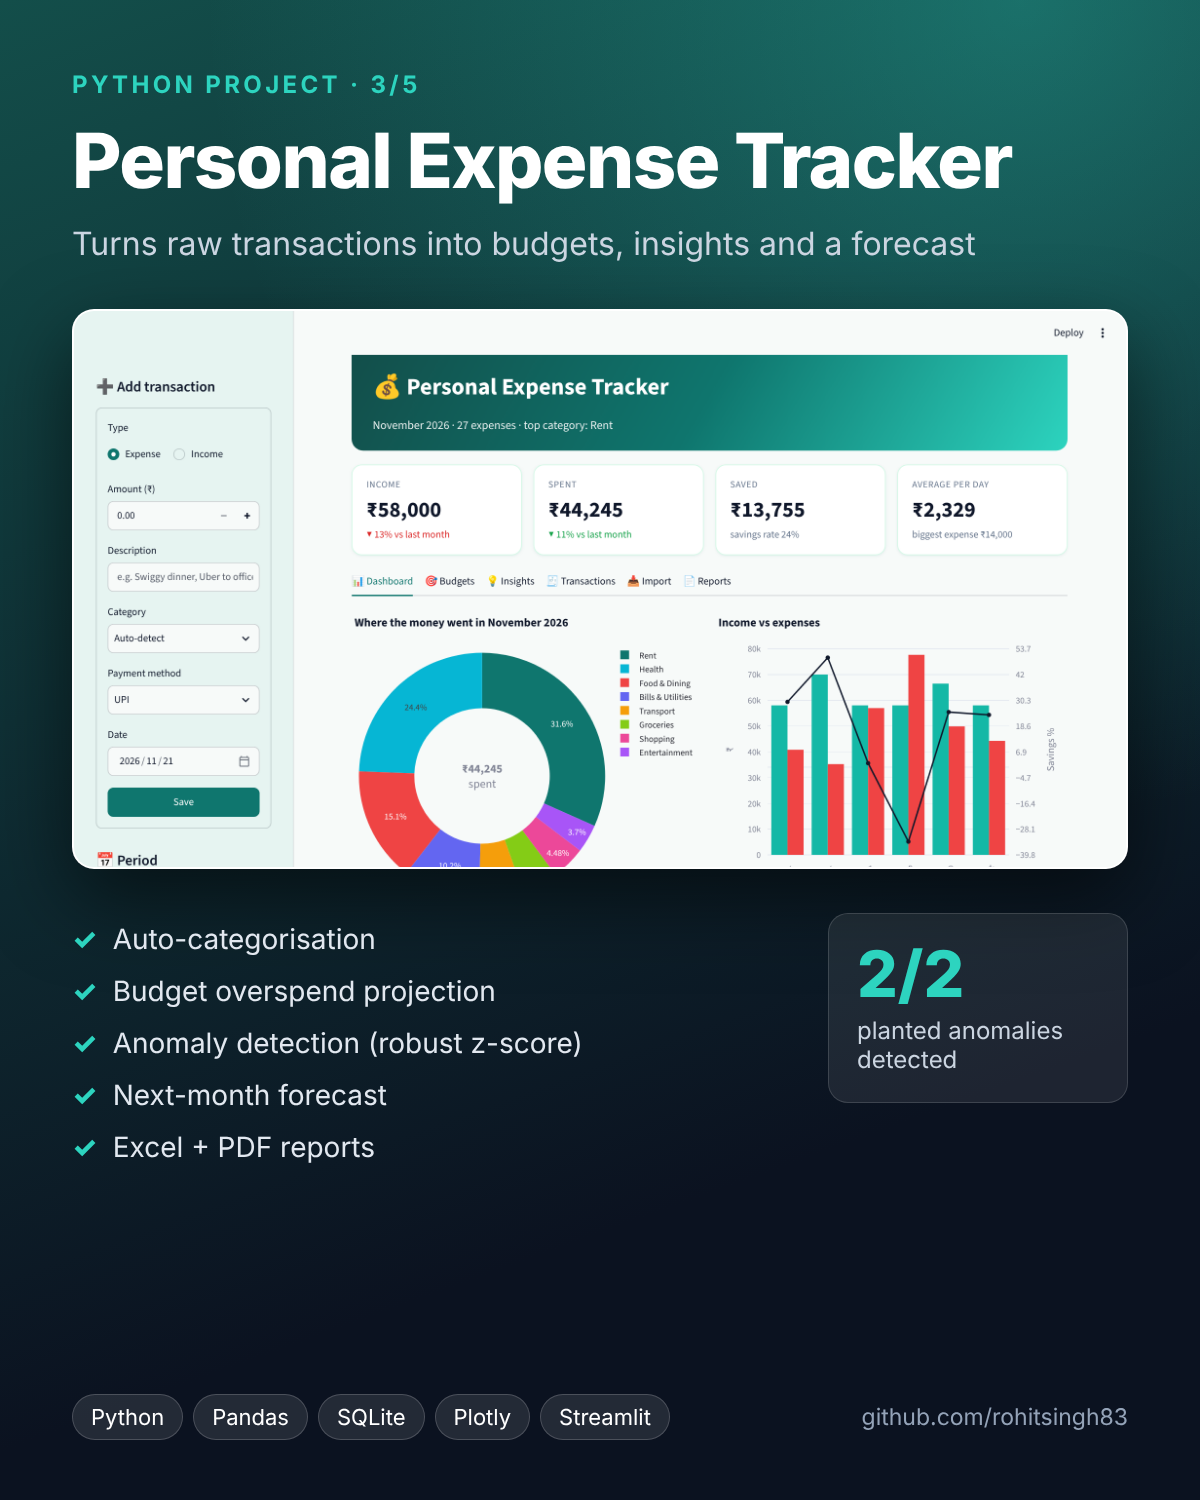 PYTHON PROJECT · 3/5
Personal Expense Tracker
Turns raw transactions into budgets, insights and a forecast
Deploy
➕ Add transaction
Type
Expense Income
Amount (₹)
0.00 − +
Description
e.g. Swiggy dinner, Uber to offic
Category
Auto-detect
Payment method
UPI
Date
2026/11/21
Save
📅 Period
💰 Personal Expense Tracker
November 2026 · 27 expenses · top category: Rent
INCOME
₹58,000
▼ 13% vs last month
SPENT
₹44,245
▼ 11% vs last month
SAVED
₹13,755
savings rate 24%
AVERAGE PER DAY
₹2,329
biggest expense ₹14,000
📊 Dashboard 🎯 Budgets 💡 Insights 🧾 Transactions 📥 Import 📄 Reports
Where the money went in November 2026
24.4%
31.6%
15.1%
10.2%
4.48%
3.7%
₹44,245
spent
Rent
Health
Food & Dining
Bills & Utilities
Transport
Groceries
Shopping
Entertainment
Income vs expenses
80k
70k
60k
50k
40k
30k
20k
10k
0
₹
53.7
42
30.3
18.6
6.9
−4.7
−16.4
−28.1
−39.8
Savings %
Auto-categorisation
Budget overspend projection
Anomaly detection (robust z-score)
Next-month forecast
Excel + PDF reports
2/2
planted anomalies
detected
Python Pandas SQLite Plotly Streamlit
github.com/rohitsingh83